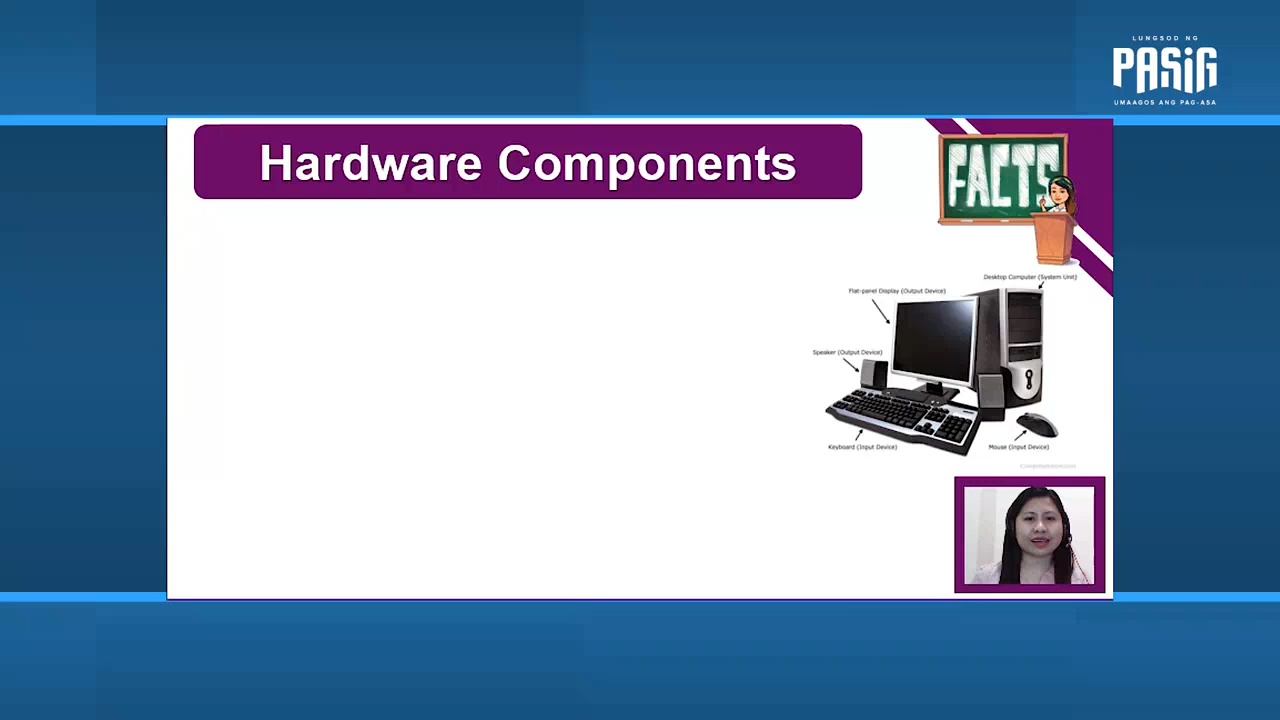 LUNGSOD NG
PASIG
UMAAGOS ANG PAG-ASA
Hardware Components
FACTS
Desktop Computer (System Unit)
Flat-panel Display (Output Device)
Speaker (Output Device)
Keyboard (Input Device)
Mouse (Input Device)